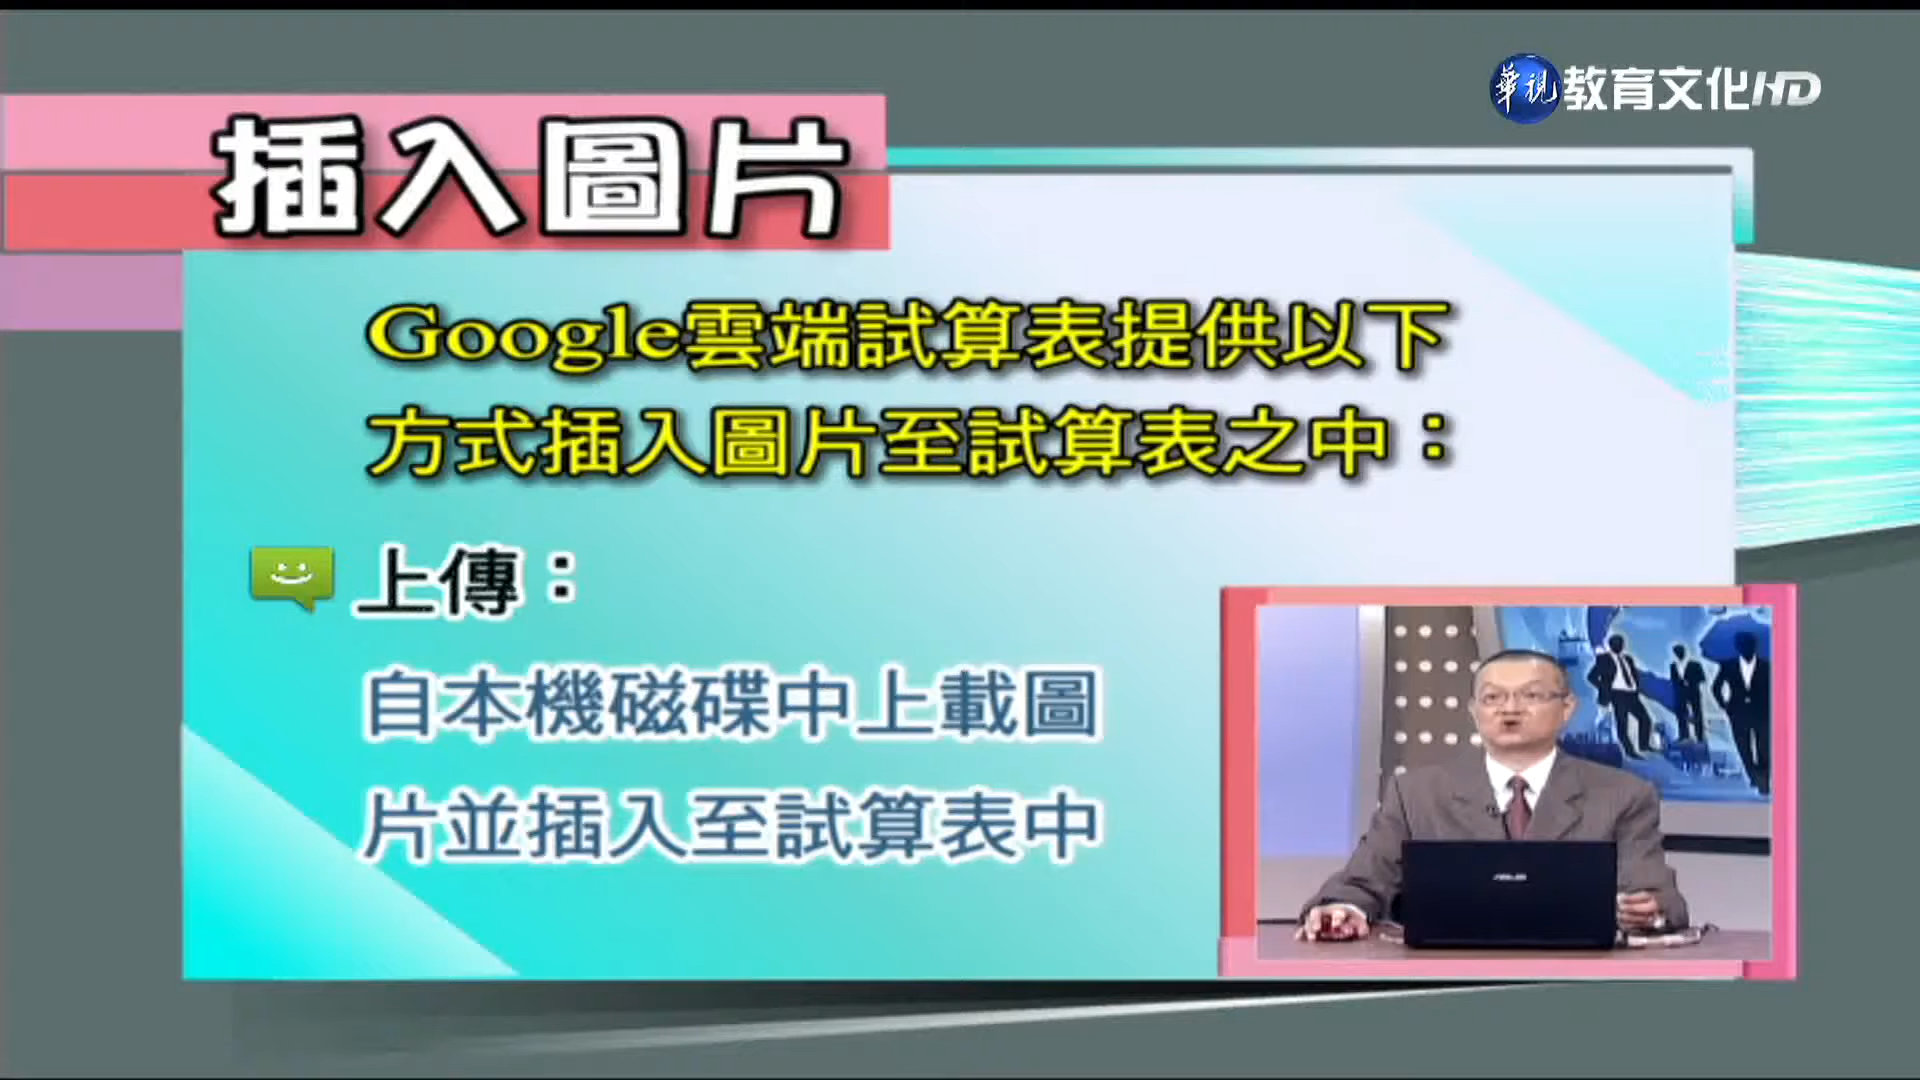 華視 教育文化HD
插入圖片
Google雲端試算表提供以下
方式插入圖片至試算表之中：
上傳：
自本機磁碟中上載圖
片並插入至試算表中
ASUS